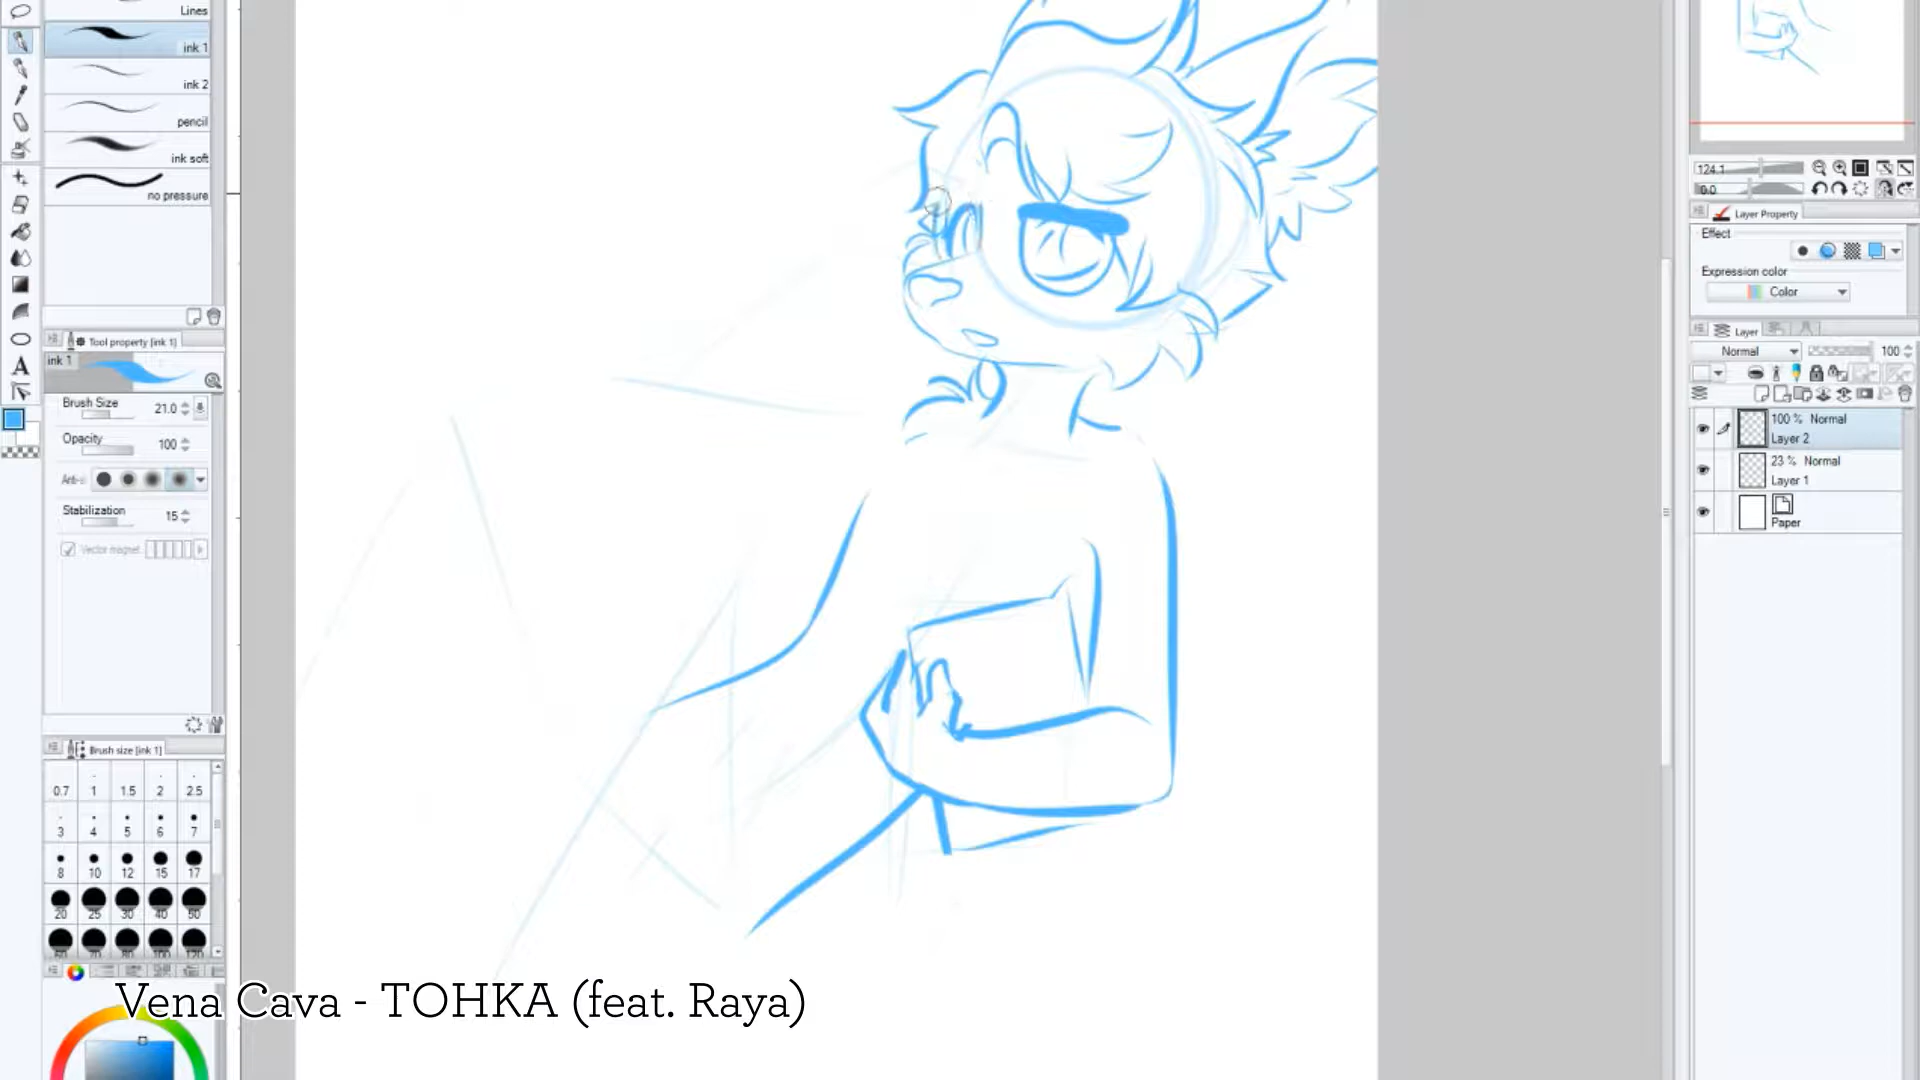 Lines
ink 1
ink 2
pencil
ink soft
no pressure
Tool property [ink 1]
ink 1
Brush Size 21.0
Opacity 100
Stabilization 15
Vector magnet
Brush size [ink 1]
0.7 1 1.5 2 2.5
3 4 5 6 7
8 10 12 15 17
20 25 30 40 50
Vena Cava - TOHKA (feat. Raya)
124.1
0.0
Layer Property
Effect
Expression color
Color
Layer
Normal 100
100 % Normal
Layer 2
23 % Normal
Layer 1
Paper